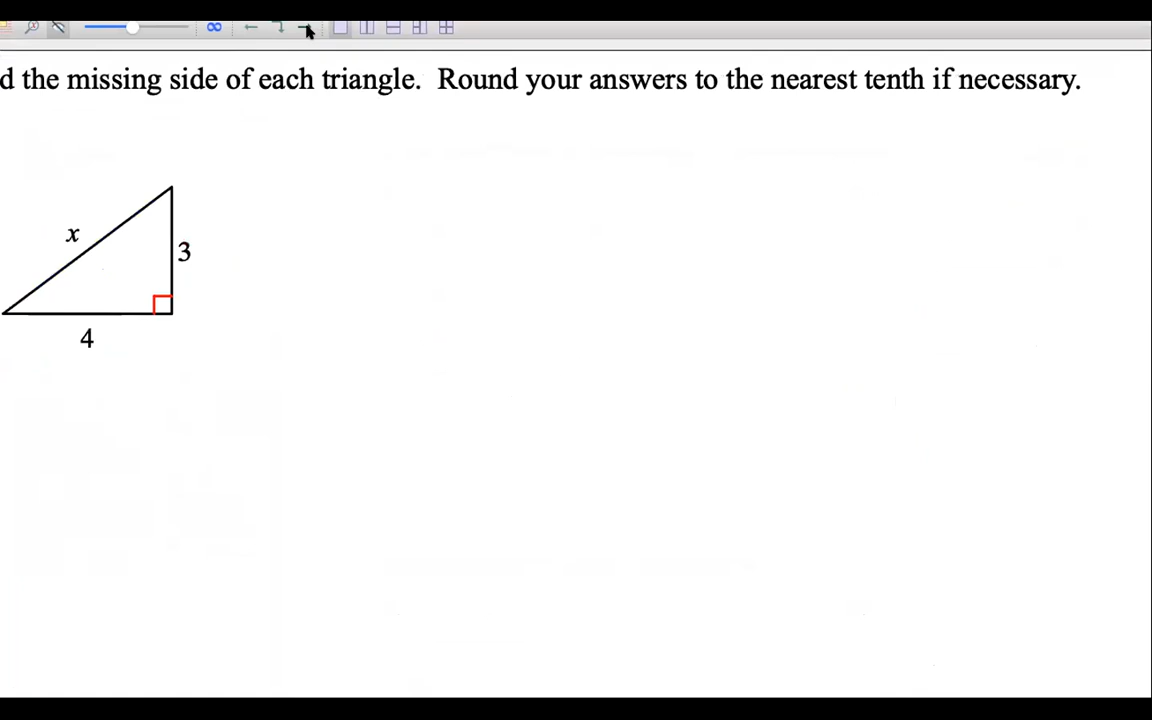 d the missing side of each triangle. Round your answers to the nearest tenth if necessary.
x
3
4